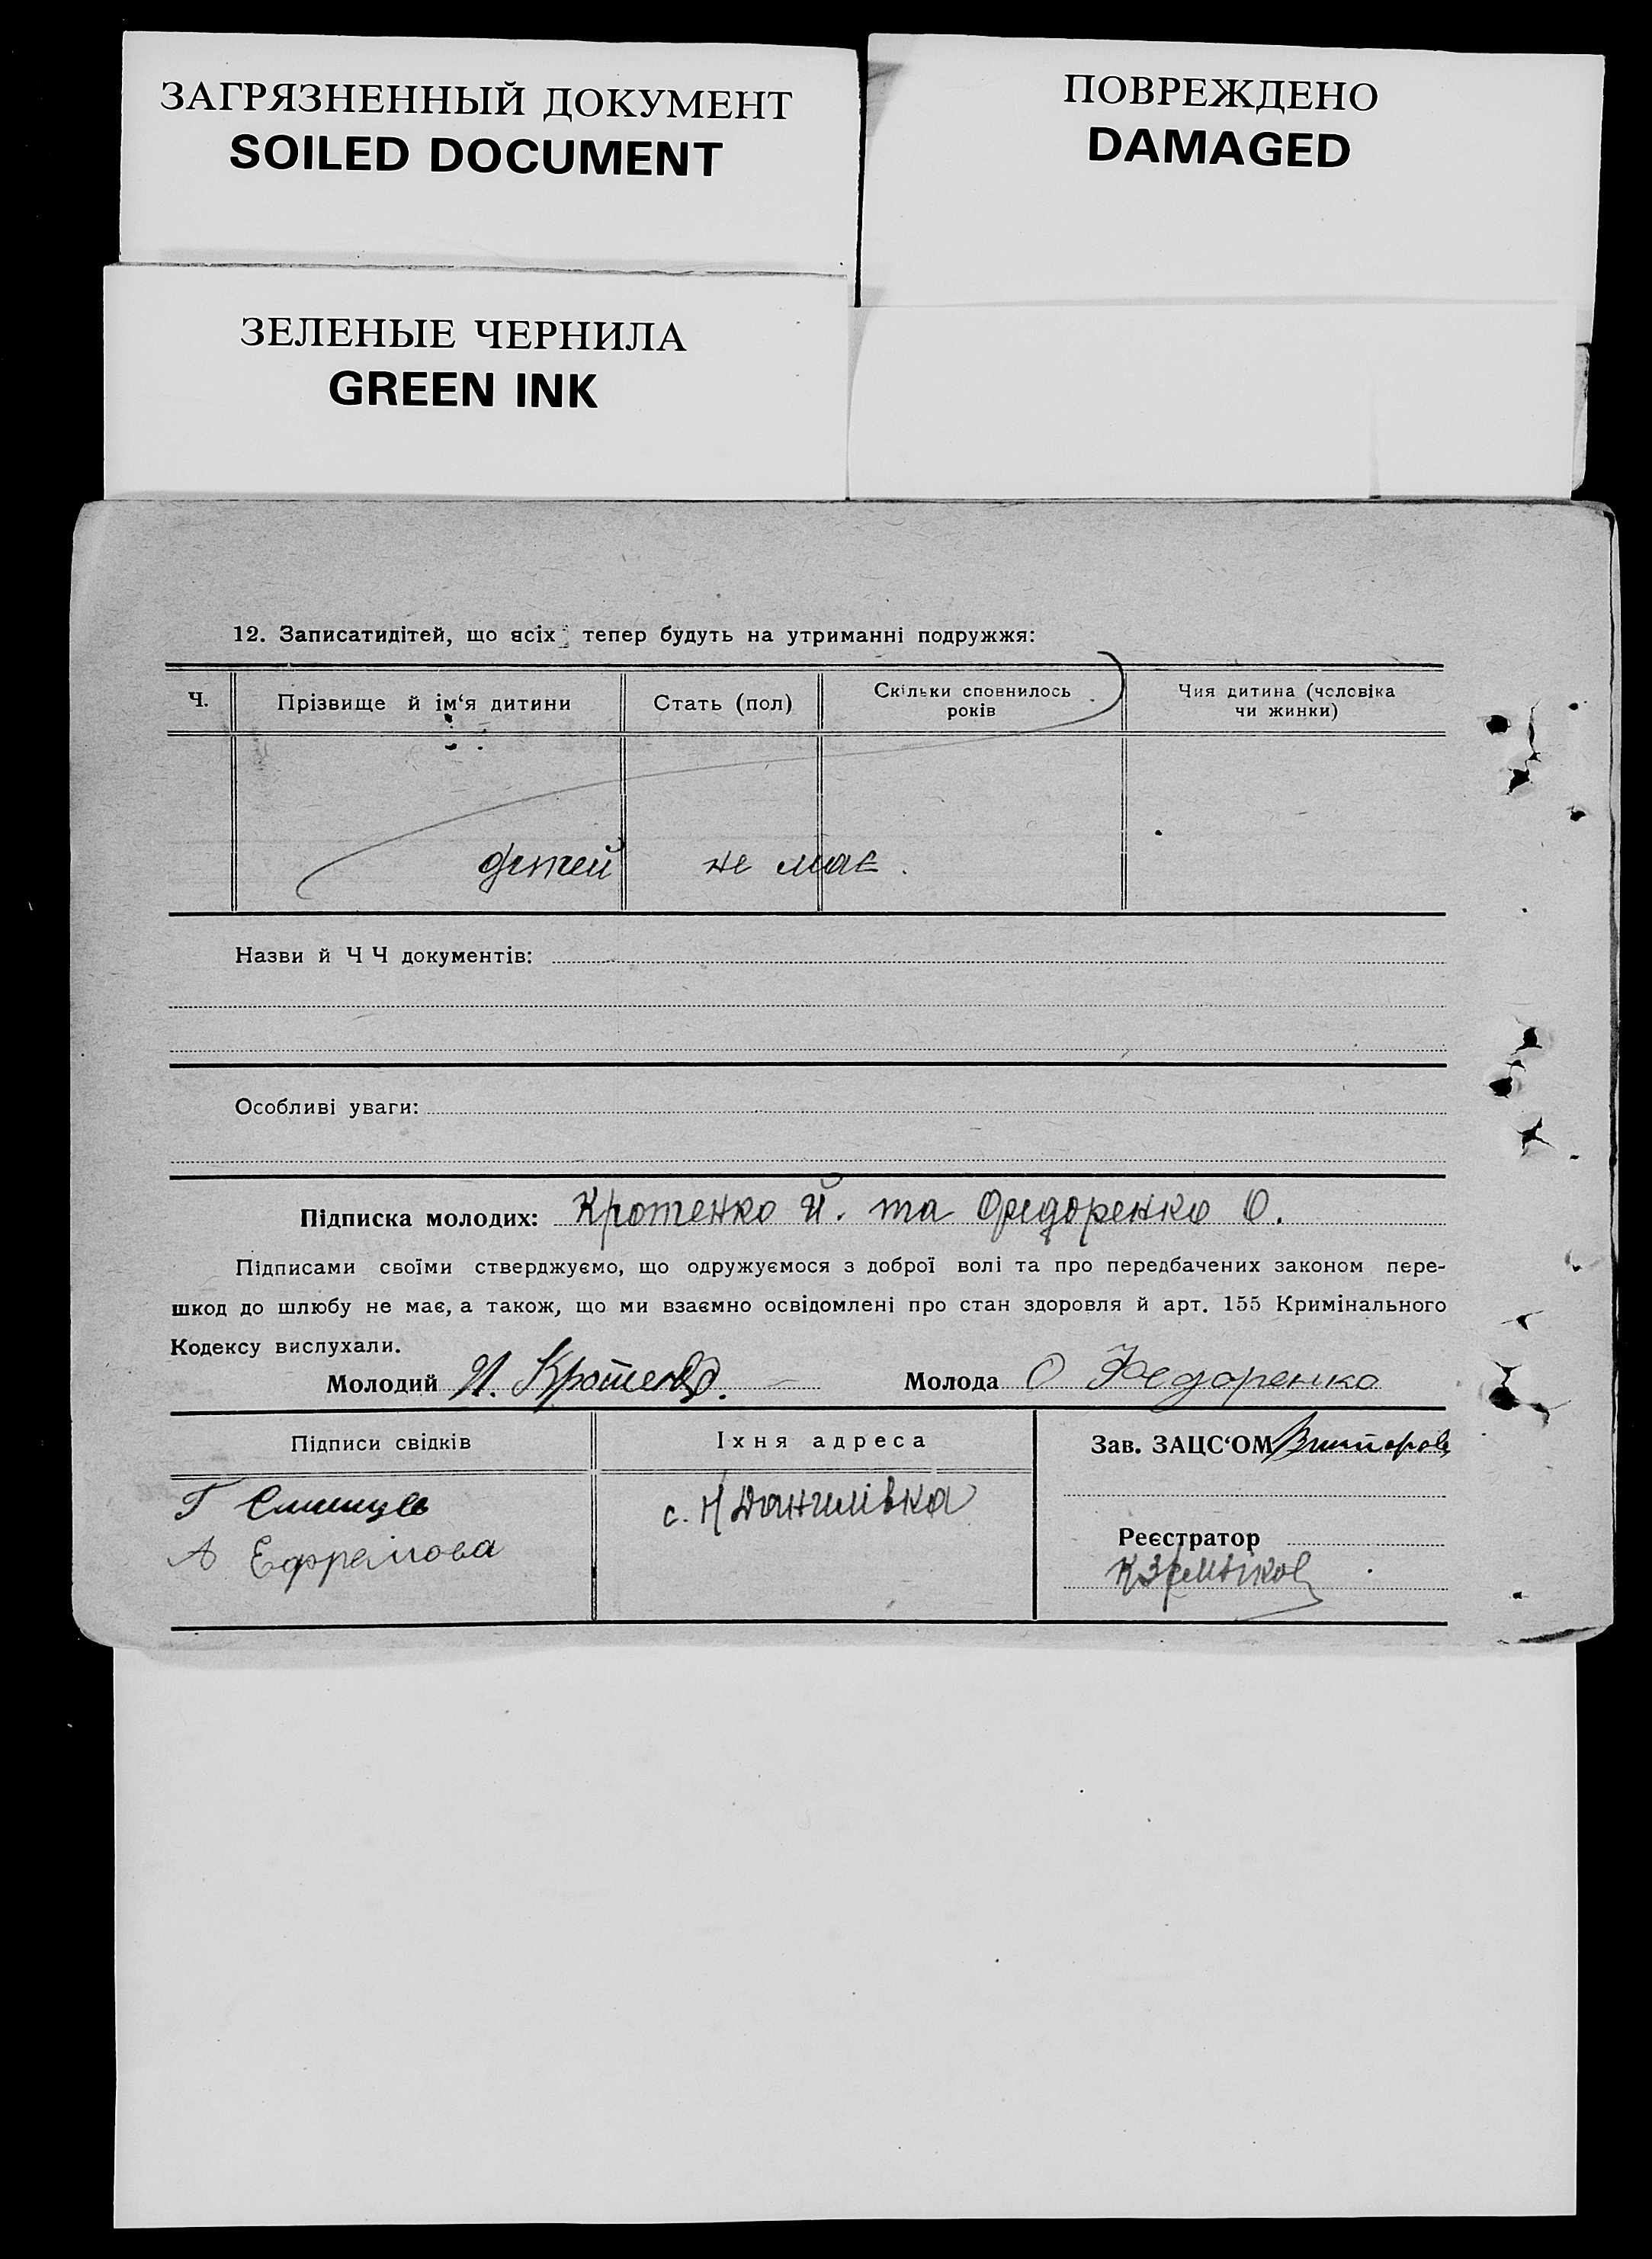 ЗАГРЯЗНЕННЫЙ ДОКУМЕНТ
SOILED DOCUMENT
ПОВРЕЖДЕНО
DAMAGED
ЗЕЛЕНЫЕ ЧЕРНИЛА
GREEN INK
12. Записатидітей, що всіх тепер будуть на утриманні подружжя:
Ч. Прізвище й ім‘я дитини Стать (пол) Скільки сповнилось років Чия дитина (чоловіка чи жинки)
дітей не має.
Назви й Ч Ч документів:
Особливі уваги:
Підписка молодих: Кротенко Й. та Федоренко О.
Підписами своїми стверджуємо, що одружуємося з доброї волі та про передбачених законом пере-
шкод до шлюбу не має, а також, що ми взаємно освідомлені про стан здоровля й арт. 155 Кримінального
Кодексу вислухали.
Молодий И. Кротенко. Молода О Федоренко
Підписи свідків Їхня адреса Зав. ЗАЦС‘ОМ
Г
с. Н Данилівка
А Ефремова
Реєстратор